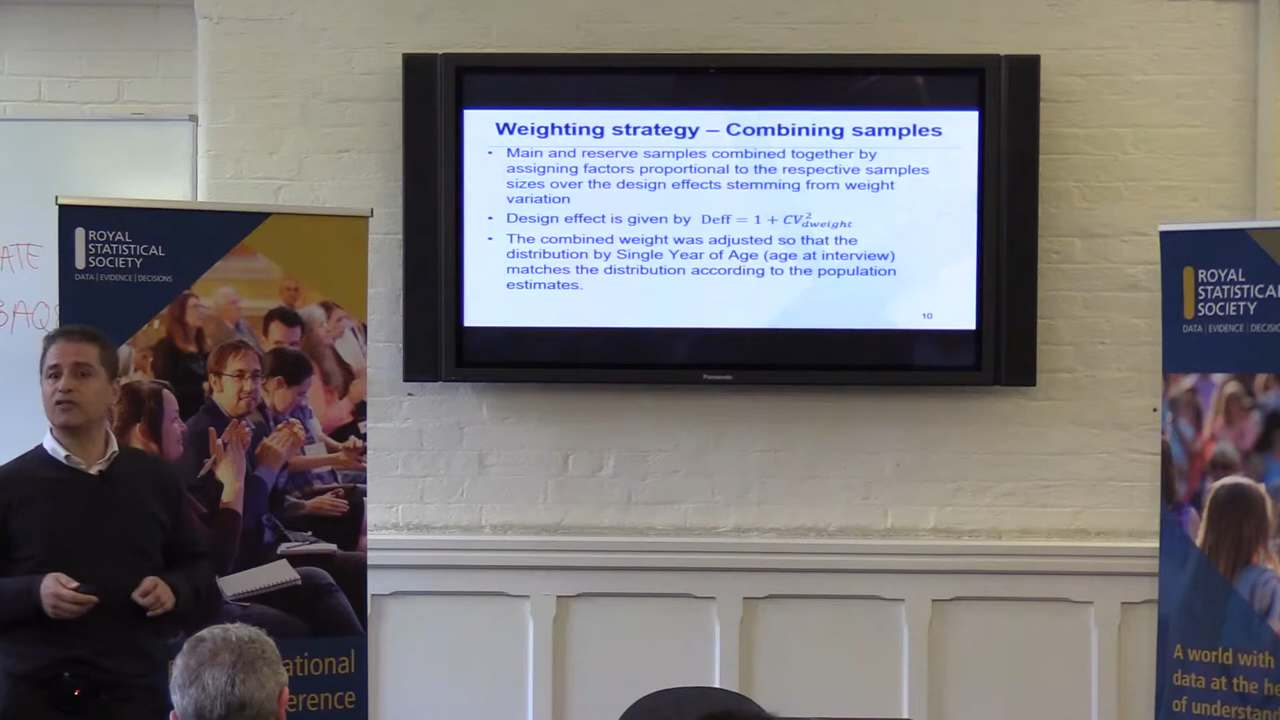 Weighting strategy – Combining samples
• Main and reserve samples combined together by
assigning factors proportional to the respective samples
sizes over the design effects stemming from weight
variation
• Design effect is given by Deff = 1 + CV²dweight
• The combined weight was adjusted so that the
distribution by Single Year of Age (age at interview)
matches the distribution according to the population
estimates.
10
Panasonic
ATE
BAQS
ROYAL
STATISTICAL
SOCIETY
DATA | EVIDENCE | DECISIONS
ational
erence
ROYAL
STATISTICAL
SOCIETY
DATA | EVIDENCE | DECISI
A world with
data at the he
of understand